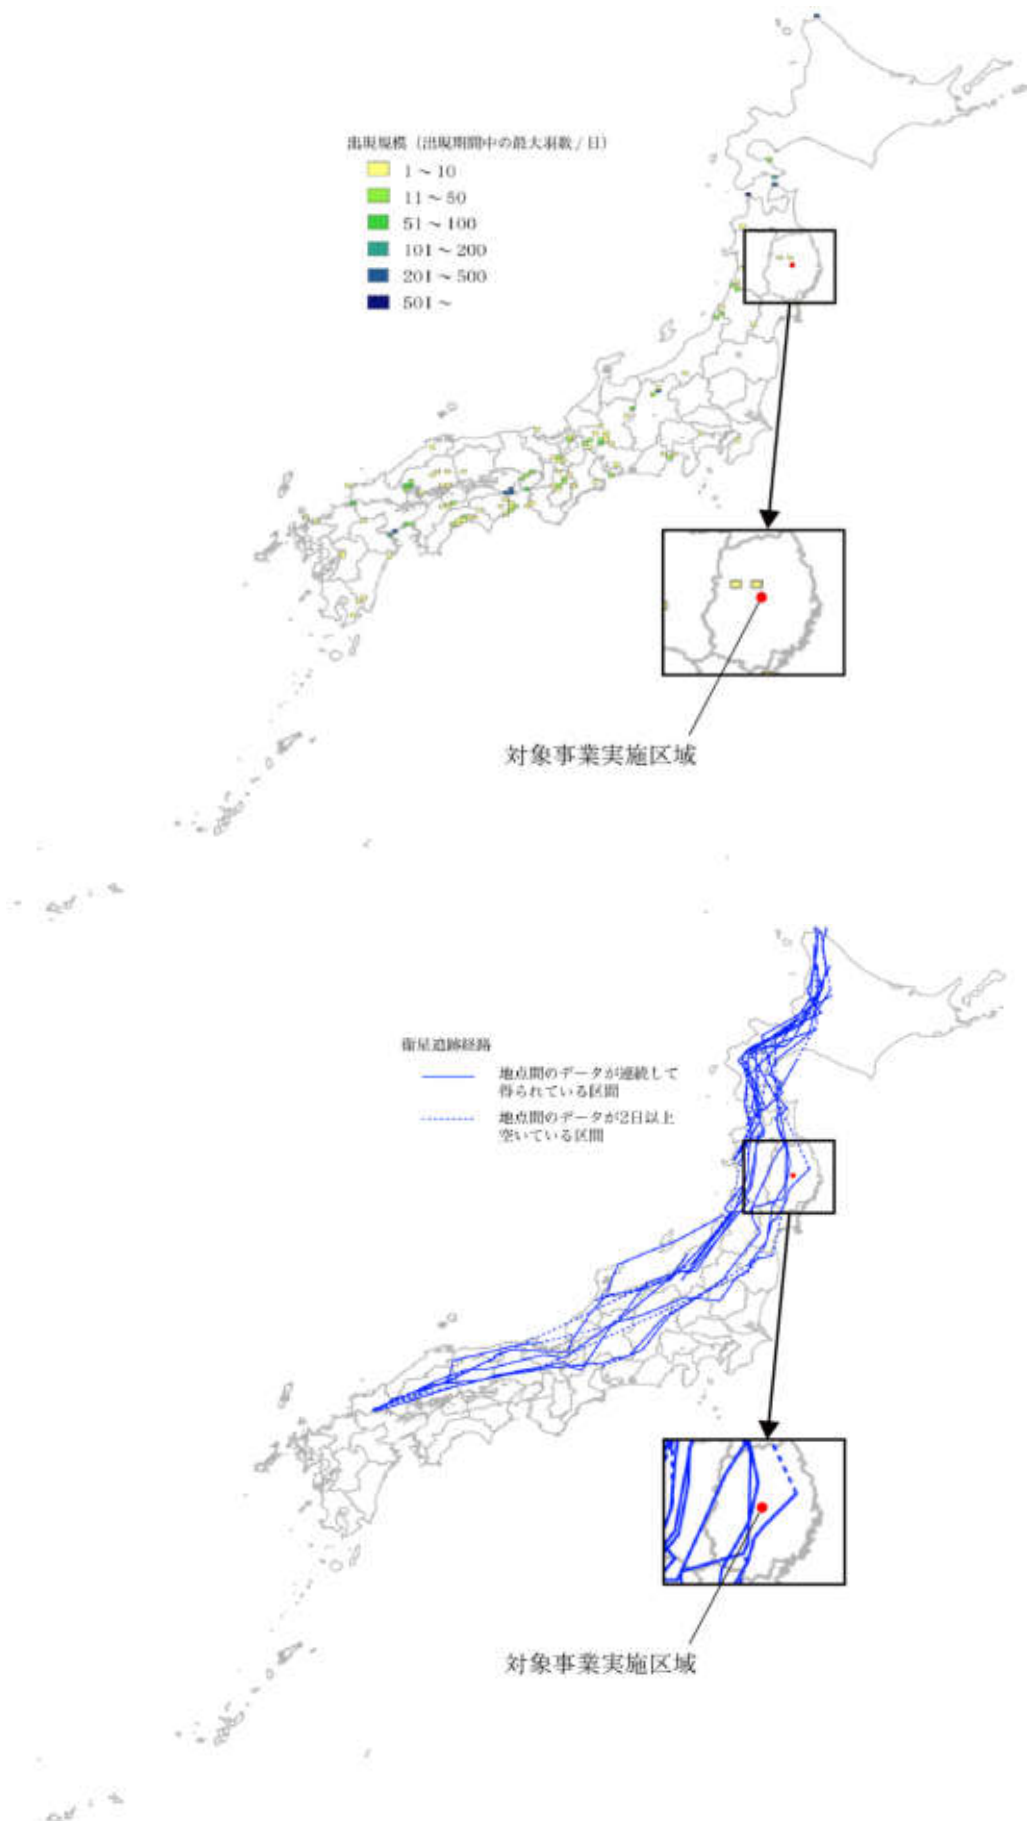 出現規模（出現期間中の最大羽数/日）
1～10
11～50
51～100
101～200
201～500
501～
対象事業実施区域
衛星追跡経路
地点間のデータが連続して
得られている区間
地点間のデータが2日以上
空いている区間
対象事業実施区域